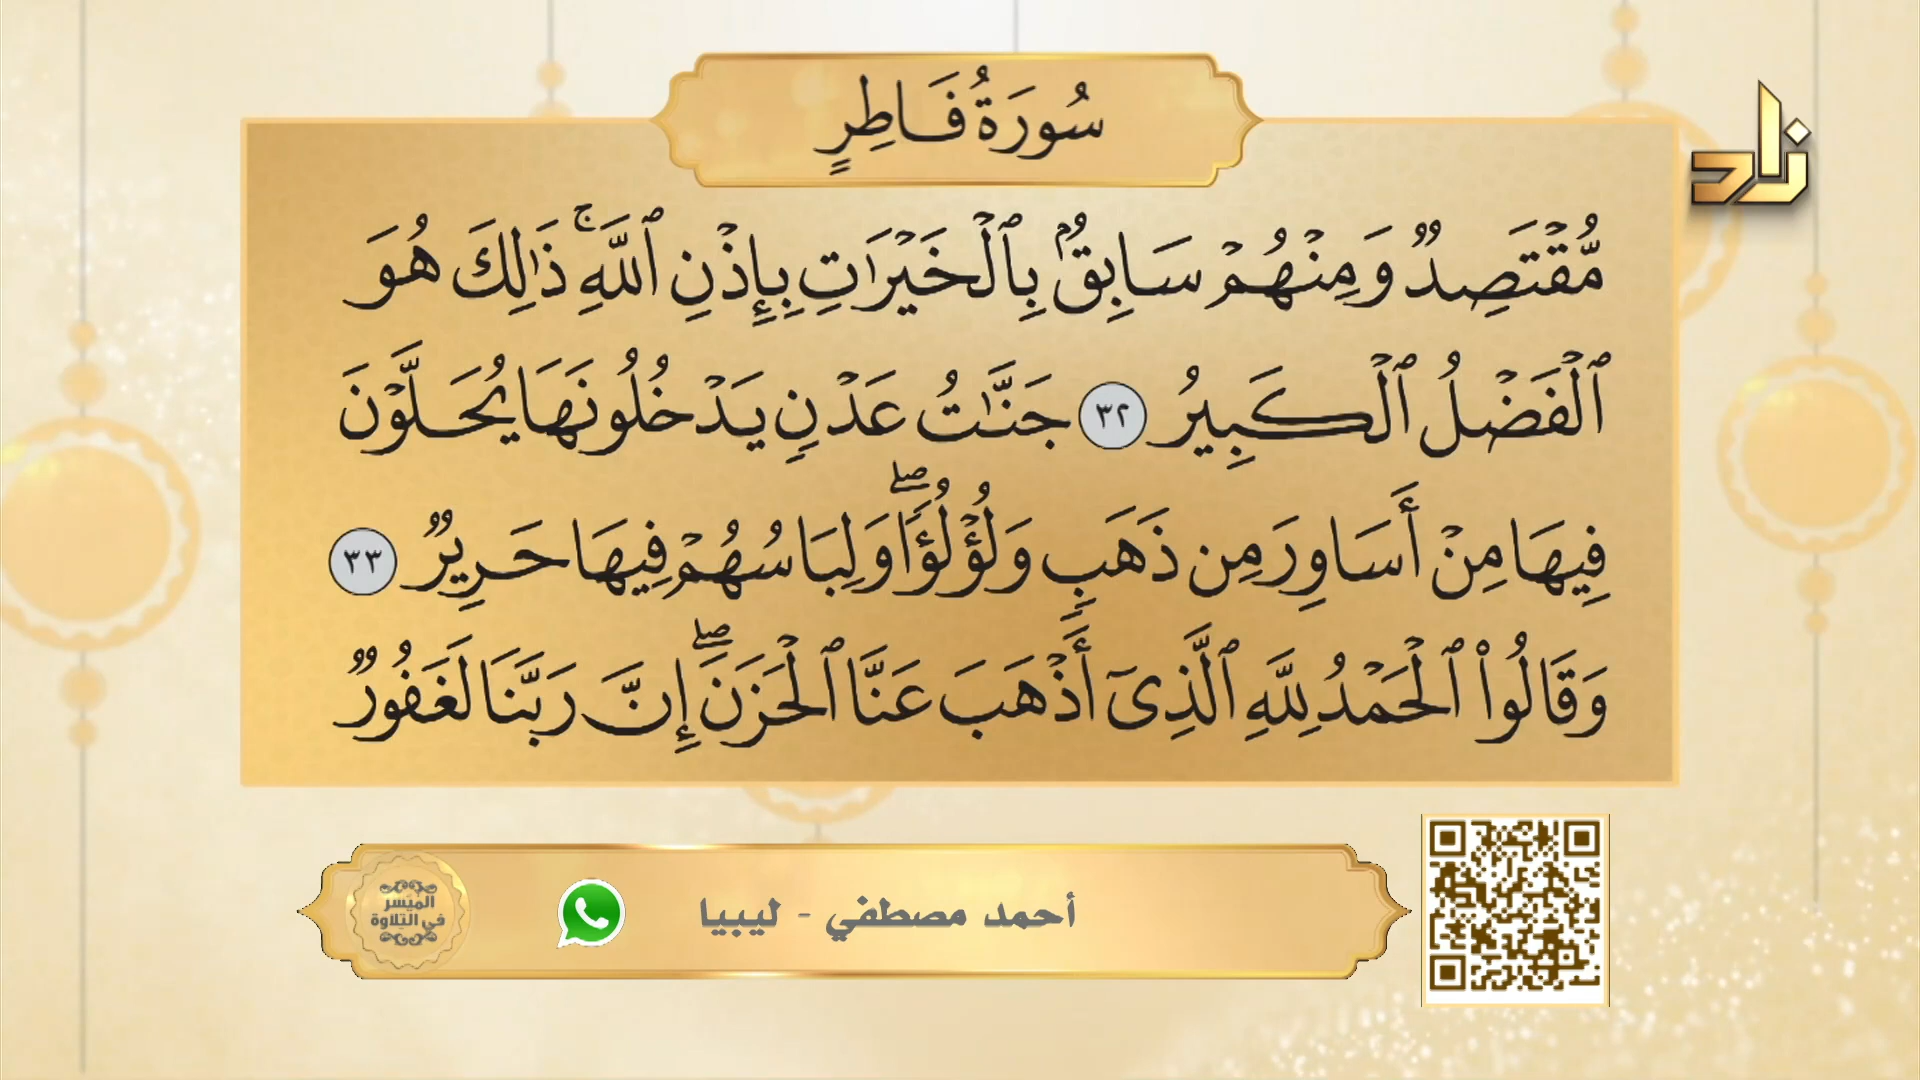 سُورَةُ فَاطِرٍ
زاد
مُّقْتَصِدٌ وَمِنْهُمْ سَابِقٌۢ بِٱلْخَيْرَٰتِ بِإِذْنِ ٱللَّهِۚ ذَٰلِكَ هُوَ
ٱلْفَضْلُ ٱلْكَبِيرُ ٣٢ جَنَّٰتُ عَدْنٍ يَدْخُلُونَهَا يُحَلَّوْنَ
فِيهَا مِنْ أَسَاوِرَ مِن ذَهَبٍ وَلُؤْلُؤًاۖ وَلِبَاسُهُمْ فِيهَا حَرِيرٌ ٣٣
وَقَالُوا۟ ٱلْحَمْدُ لِلَّهِ ٱلَّذِىٓ أَذْهَبَ عَنَّا ٱلْحَزَنَۖ إِنَّ رَبَّنَا لَغَفُورٌ
أحمد مصطفي - ليبيا
الميسر
في التلاوة